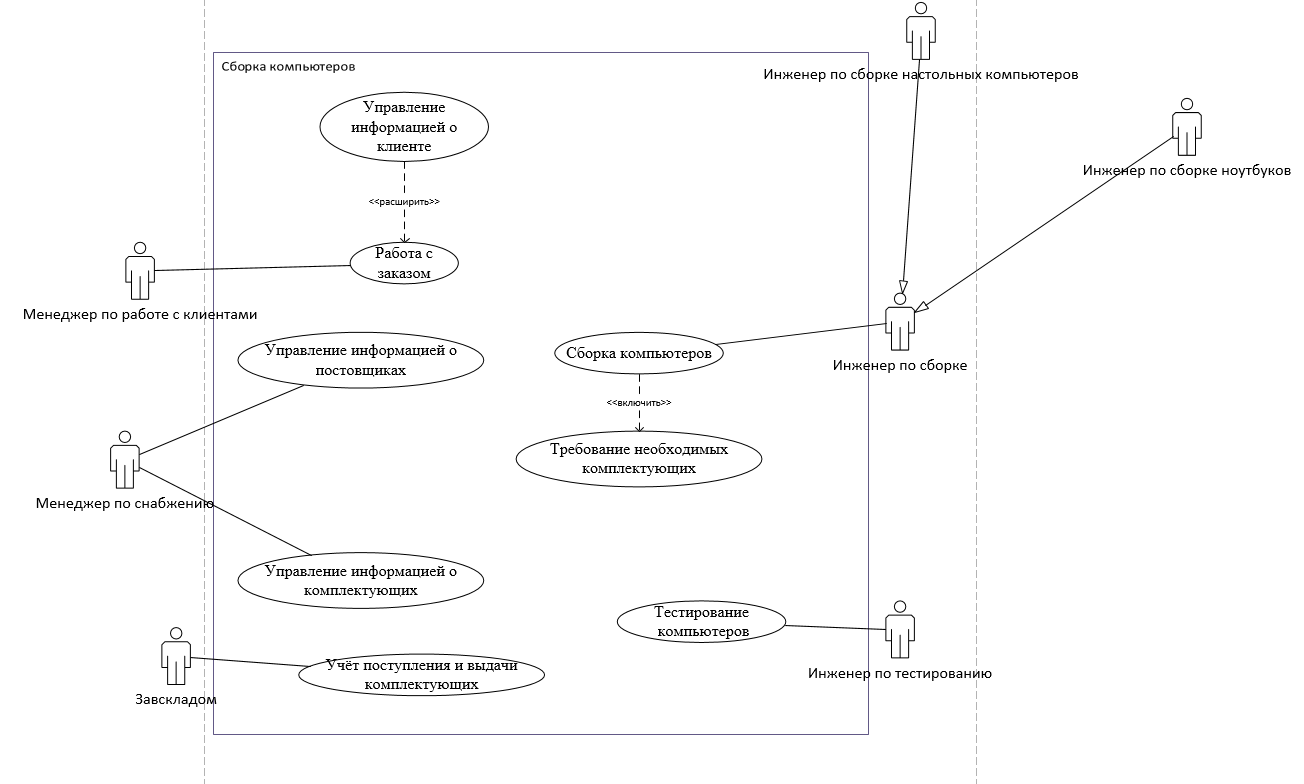 Инженер по сборке настольных компьютеров
Сборка компьютеров
Управление
информацией о
клиенте
<<расширить>>
Инженер по сборке ноутбуков
Работа с
заказом
Менеджер по работе с клиентами
Управление информацией о
постовщиках
Сборка компьютеров
Инженер по сборке
<<включить>>
Требование необходимых
комплектующих
Менеджер по снабжению
Управление информацией о
комплектующих
Тестирование
компьютеров
Инженер по тестированию
Учёт поступления и выдачи
комплектующих
Завскладом